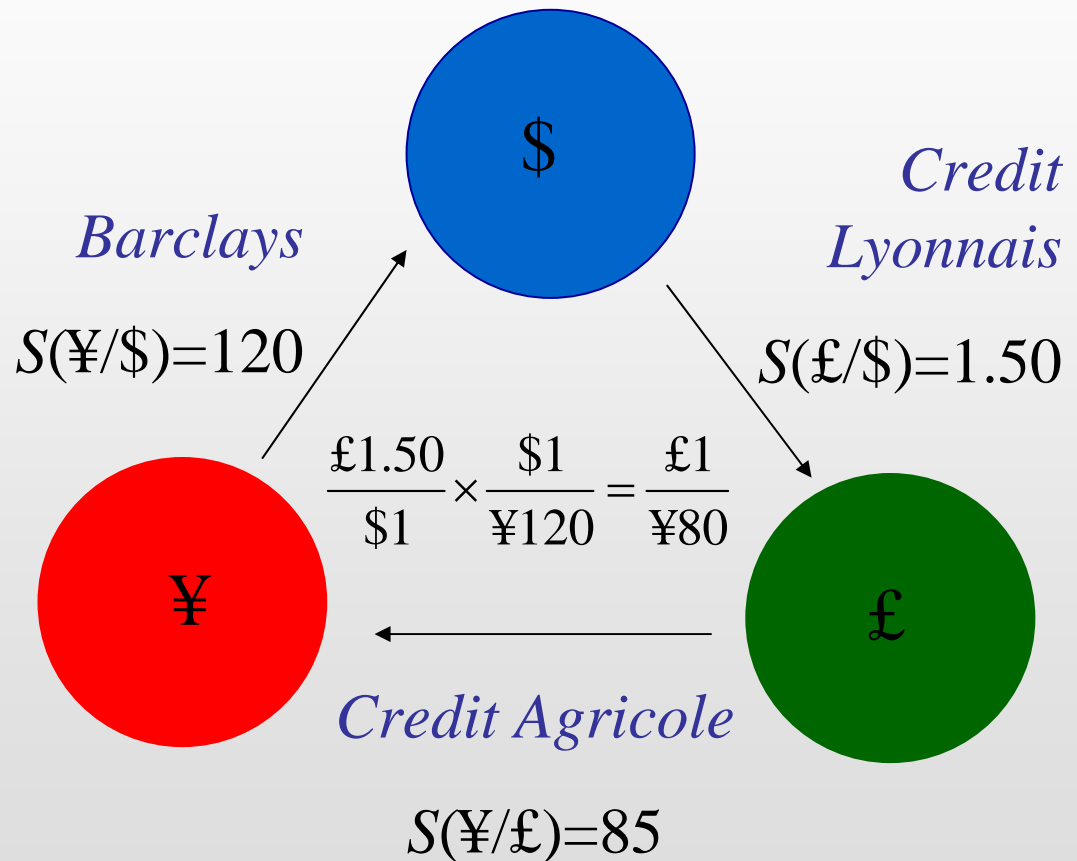 $
Credit
Lyonnais
Barclays
S(¥/$)=120
S(£/$)=1.50
£1.50/$1 × $1/¥120 = £1/¥80
¥
£
Credit Agricole
S(¥/£)=85